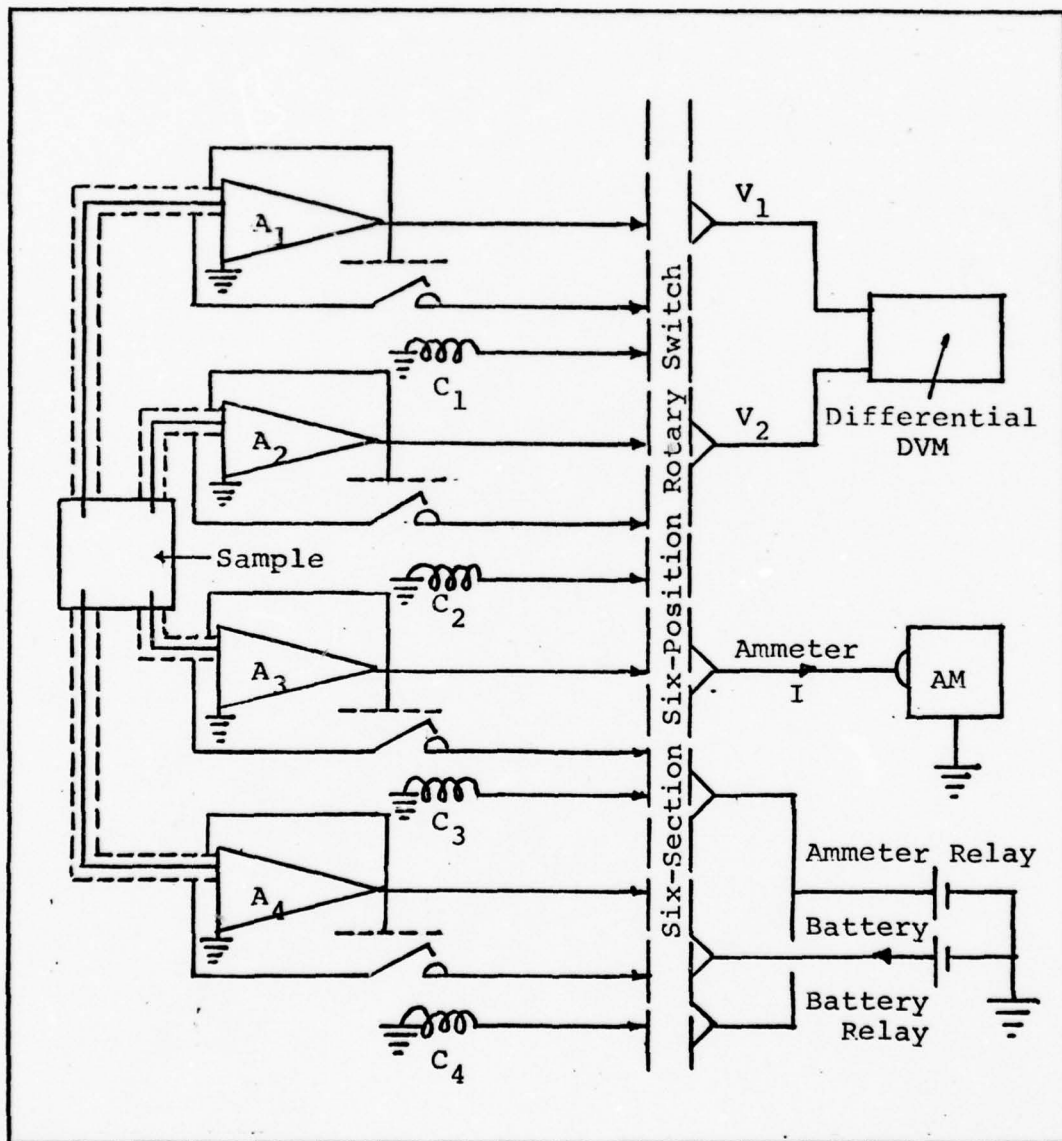 A1
V1
C1
A2
V2
Differential
DVM
Sample
C2
A3
Ammeter
I
AM
C3
A4
Ammeter Relay
Battery
Battery
Relay
C4
Six-Section Six-Position Rotary Switch